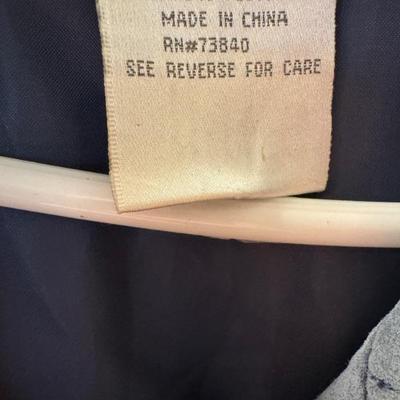 MADE IN CHINA
RN#73840
SEE REVERSE FOR CARE